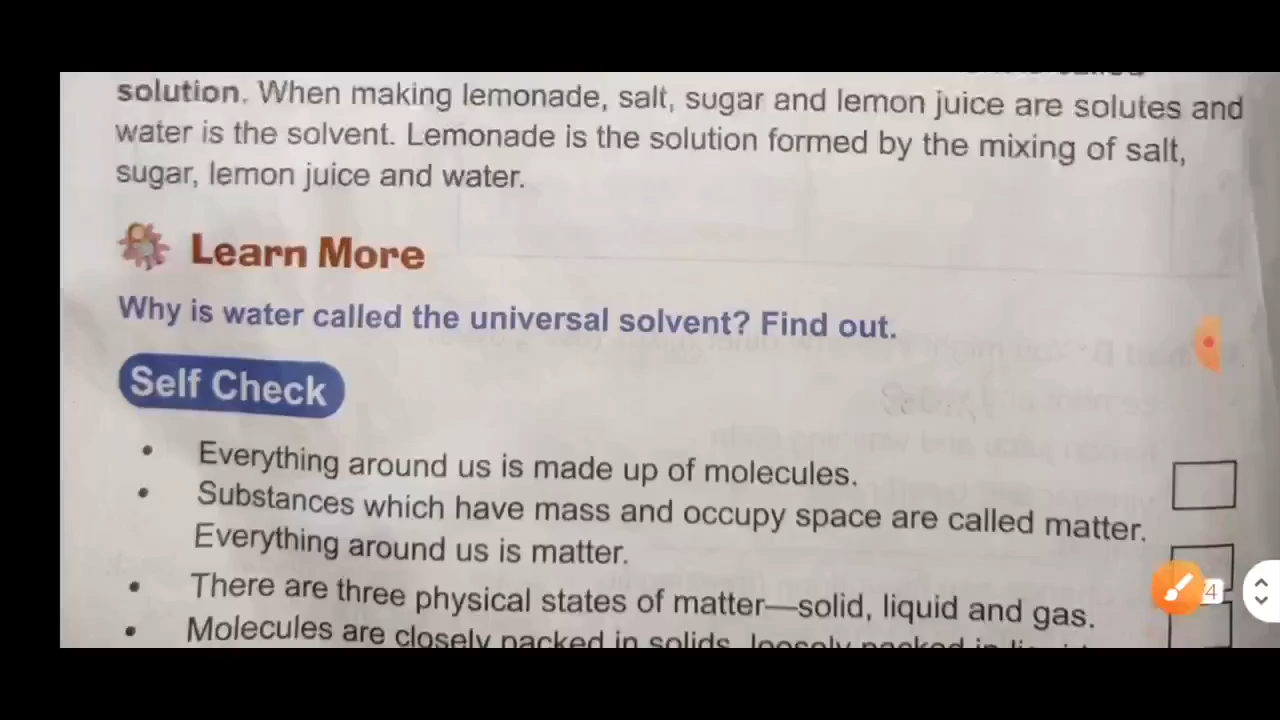 solution. When making lemonade, salt, sugar and lemon juice are solutes and
water is the solvent. Lemonade is the solution formed by the mixing of salt,
sugar, lemon juice and water.
Learn More
Why is water called the universal solvent? Find out.
Self Check
• Everything around us is made up of molecules.
• Substances which have mass and occupy space are called matter.
Everything around us is matter.
• There are three physical states of matter—solid, liquid and gas.
4
• Molecules are closely packed in solids, loosely packed in